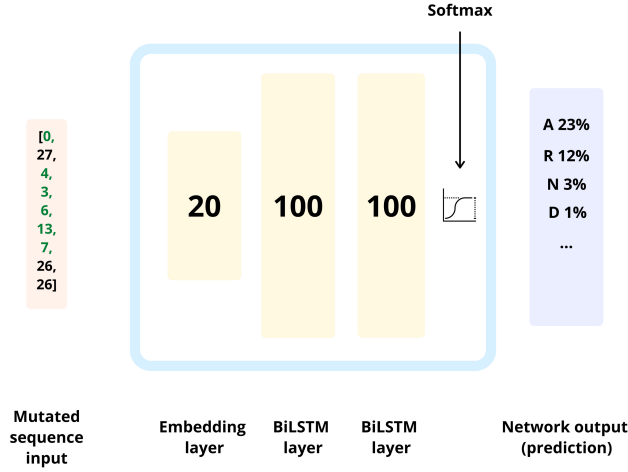 Softmax
[0,
27,
4,
3,
6,
13,
7,
26,
26]
20
100
100
A 23%
R 12%
N 3%
D 1%
...
Mutated
sequence
input
Embedding
layer
BiLSTM
layer
BiLSTM
layer
Network output
(prediction)